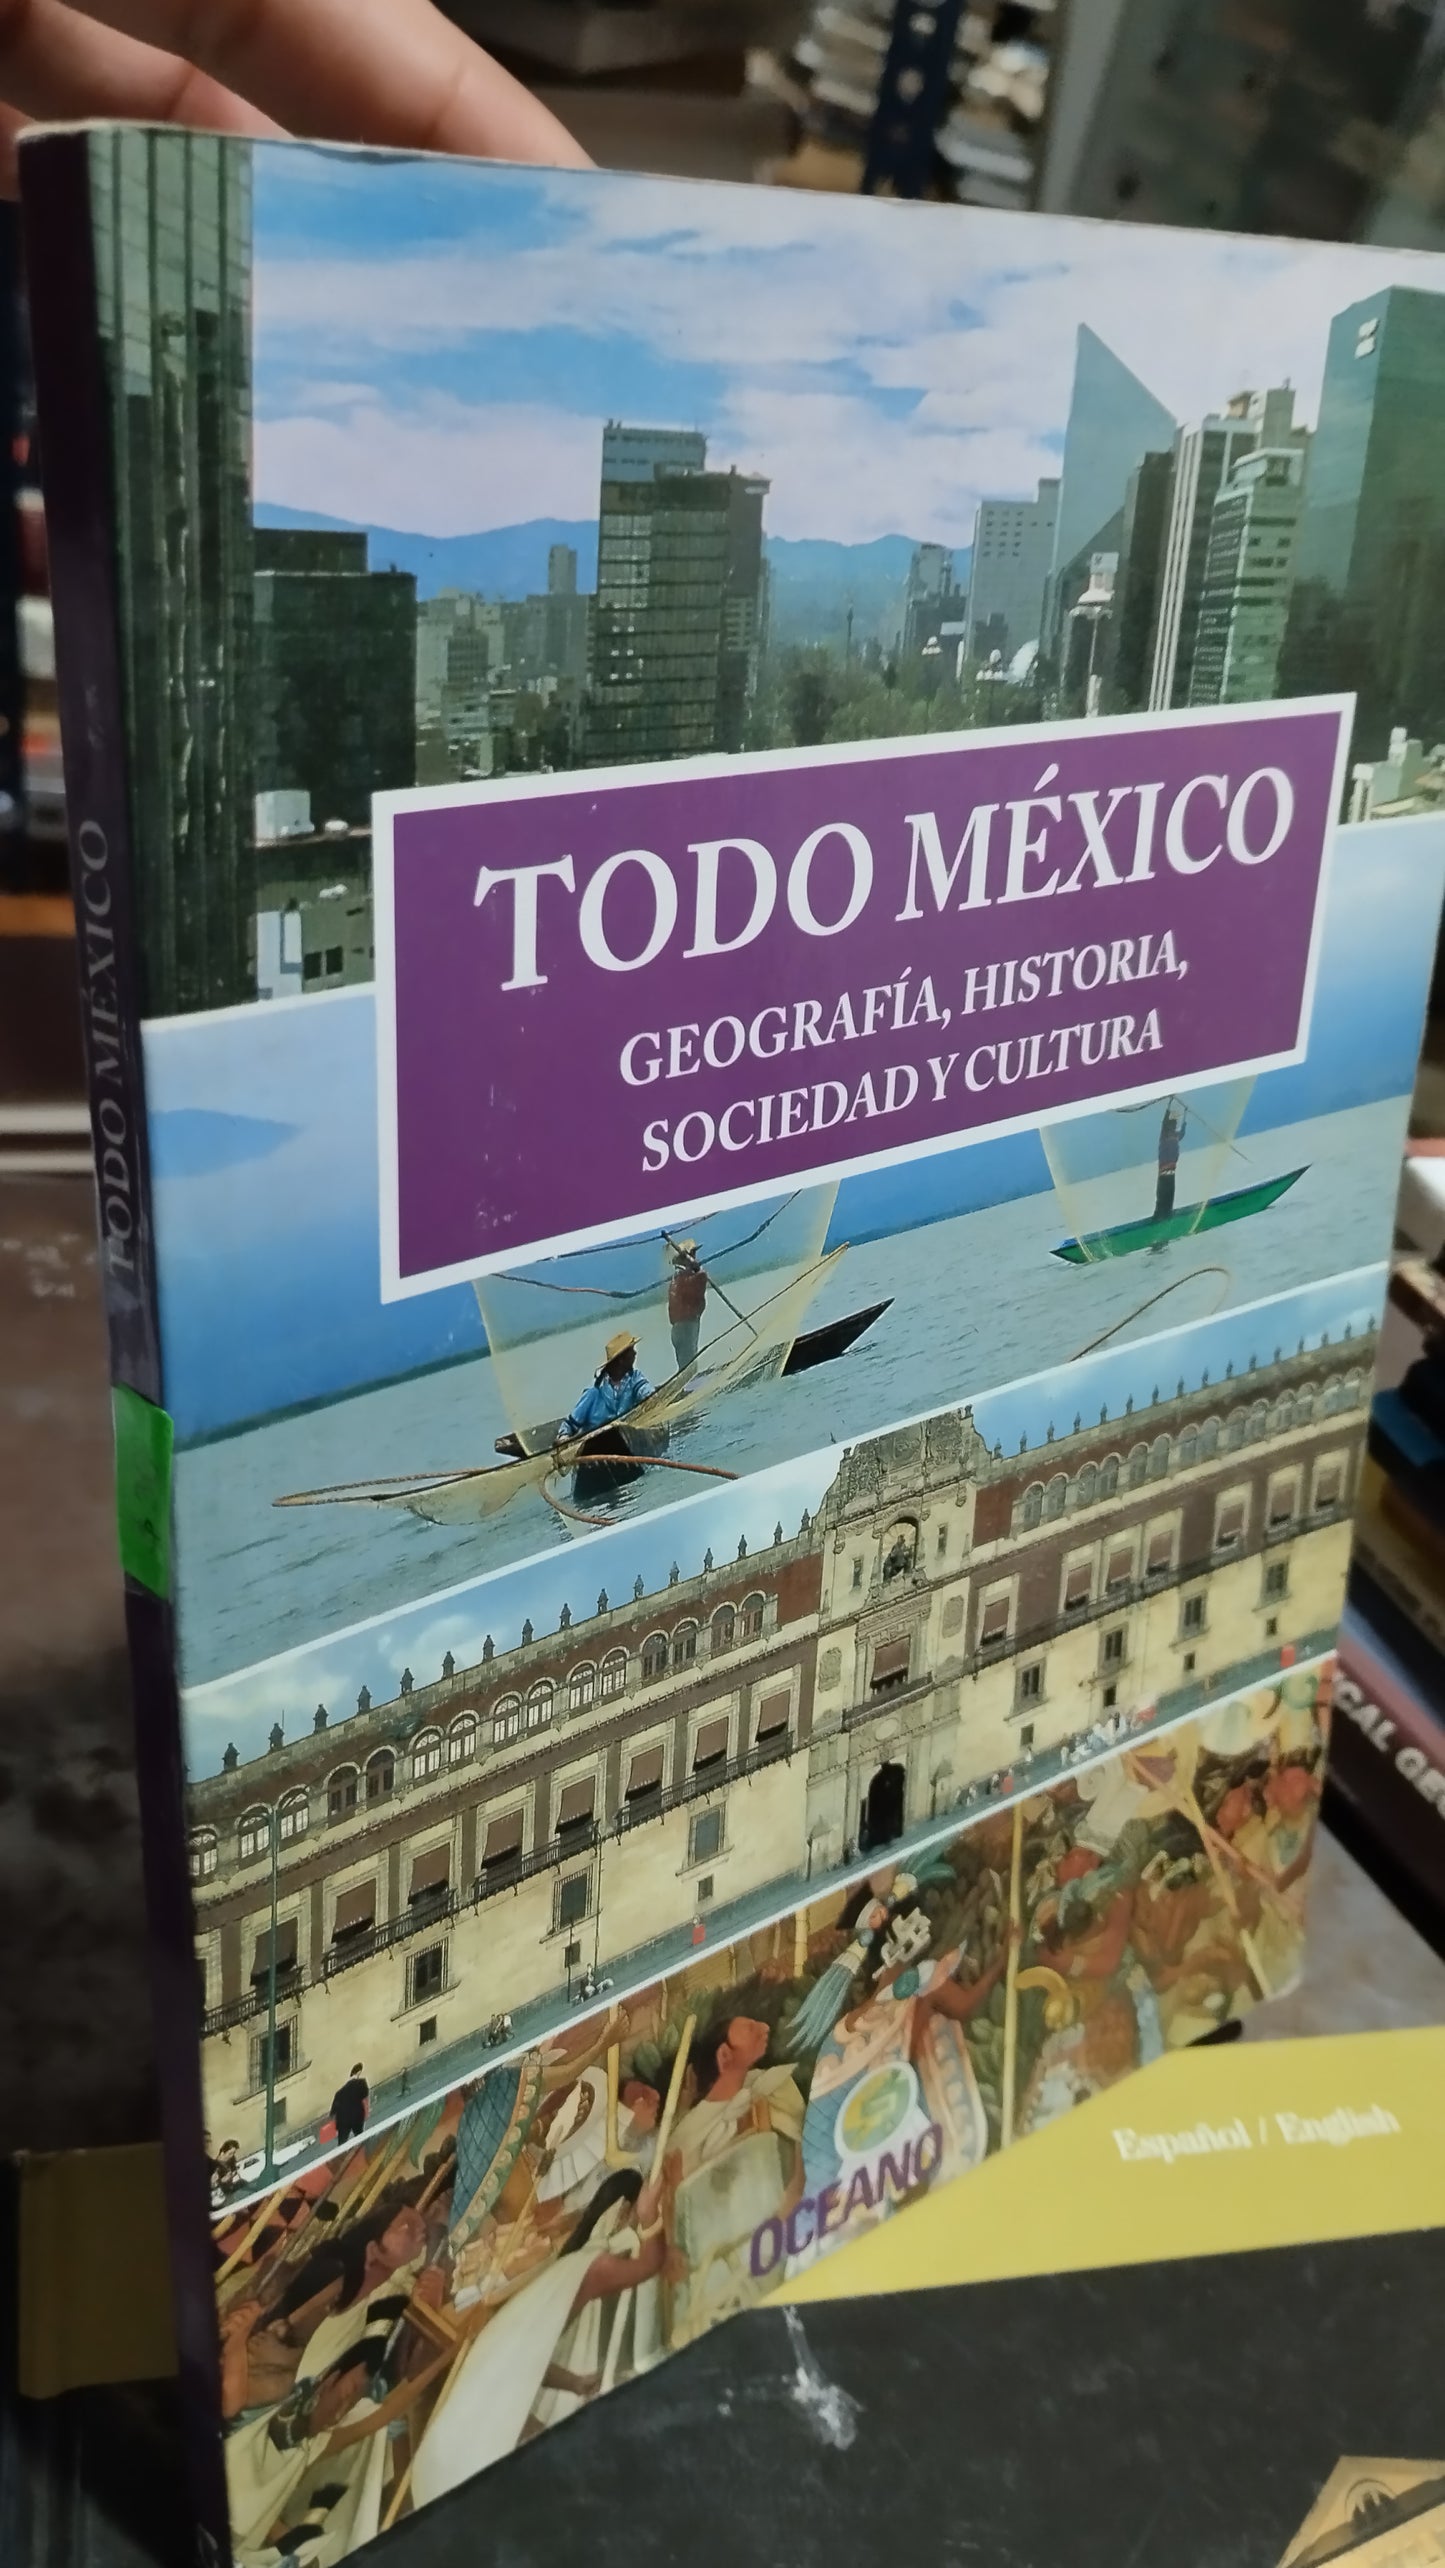 TODO MÉXICO
GEOGRAFÍA, HISTORIA,
SOCIEDAD Y CULTURA
TODO MÉXICO
OCEANO
Español / English